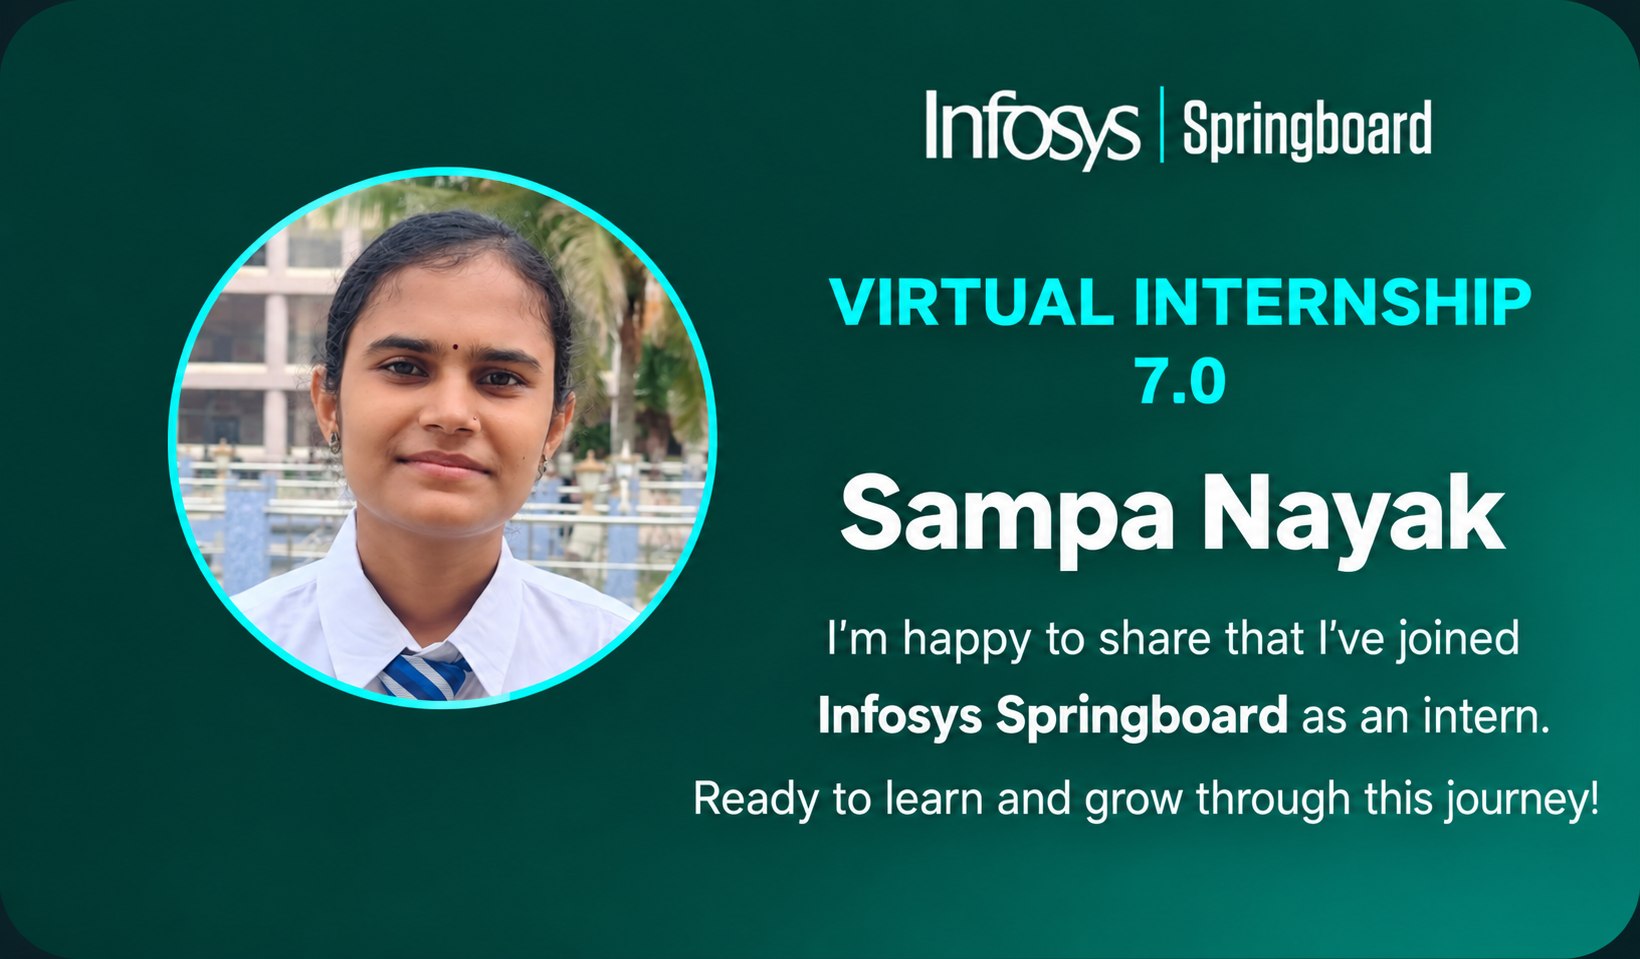 Infosys | Springboard
VIRTUAL INTERNSHIP
7.0
Sampa Nayak
I'm happy to share that I've joined
Infosys Springboard as an intern.
Ready to learn and grow through this journey!